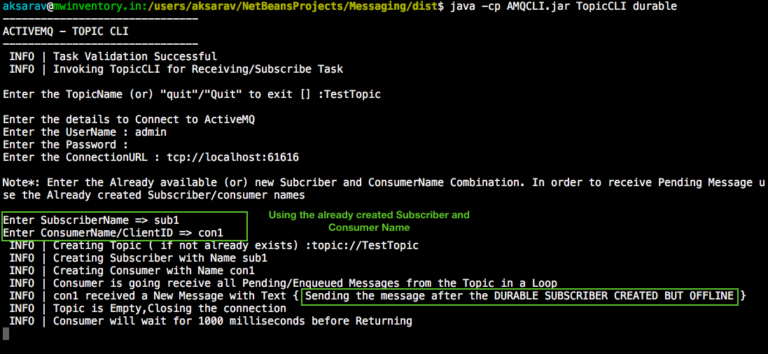 aksarav@mwinventory.in:/users/aksarav/NetBeansProjects/Messaging/dist$ java -cp AMQCLI.jar TopicCLI durable
------------------------------
ACTIVEMQ - TOPIC CLI
------------------------------
INFO | Task Validation Successful
INFO | Invoking TopicCLI for Receiving/Subscribe Task
Enter the TopicName (or) "quit"/"Quit" to exit [] :TestTopic
Enter the details to Connect to ActiveMQ
Enter the UserName : admin
Enter the Password :
Enter the ConnectionURL : tcp://localhost:61616
Note*: Enter the Already available (or) new Subcriber and ConsumerName Combination. In order to receive Pending Message u
se the Already created Subscriber/consumer names
Enter SubscriberName => sub1
Enter ConsumerName/ClientID => con1
Using the already created Subscriber and
Consumer Name
INFO | Creating Topic ( if not already exists) :topic://TestTopic
INFO | Creating Subscriber with Name sub1
INFO | Creating Consumer with Name con1
INFO | Consumer is going receive all Pending/Enqueued Messages from the Topic in a Loop
INFO | con1 received a New Message with Text { Sending the message after the DURABLE SUBSCRIBER CREATED BUT OFFLINE }
INFO | Topic is Empty,Closing the connection
INFO | Consumer will wait for 1000 milliseconds before Returning